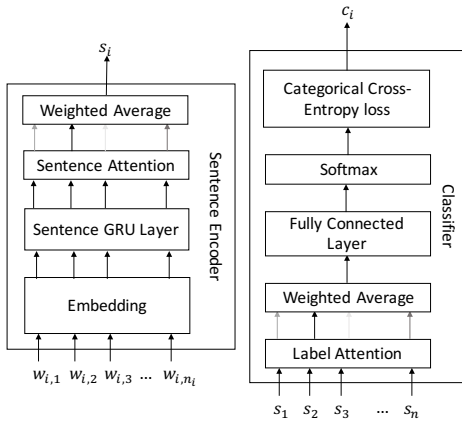 s_i
Weighted Average
Sentence Attention
Sentence GRU Layer
Embedding
Sentence Encoder
w_{i,1} w_{i,2} w_{i,3} ... w_{i,n_i}
c_i
Categorical Cross-
Entropy loss
Softmax
Fully Connected
Layer
Weighted Average
Label Attention
Classifier
s_1 s_2 s_3 ... s_n